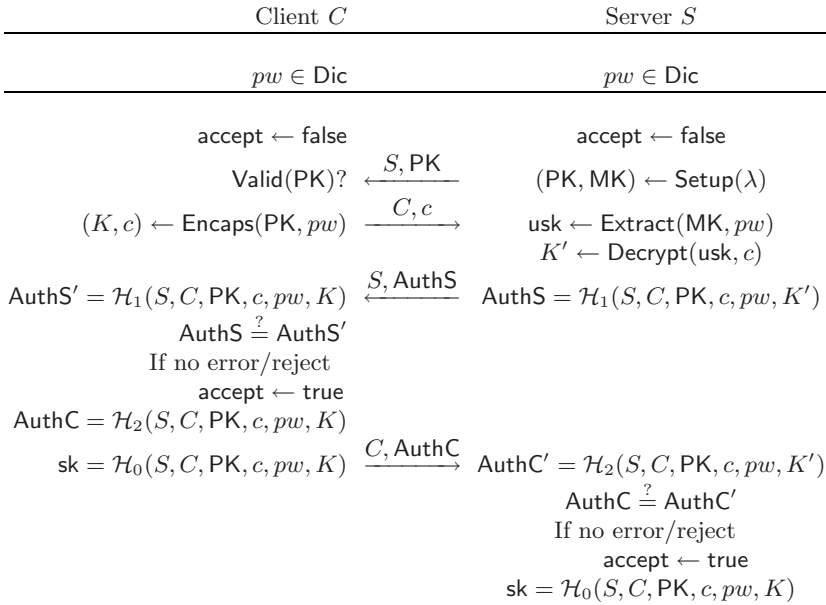 Client C Server S
pw ∈ Dic pw ∈ Dic
accept ← false accept ← false
Valid(PK)? S, PK (PK, MK) ← Setup(λ)
(K, c) ← Encaps(PK, pw) C, c usk ← Extract(MK, pw)
K′ ← Decrypt(usk, c)
AuthS′ = H₁(S, C, PK, c, pw, K) S, AuthS AuthS = H₁(S, C, PK, c, pw, K′)
AuthS ≟ AuthS′
If no error/reject
accept ← true
AuthC = H₂(S, C, PK, c, pw, K)
sk = H₀(S, C, PK, c, pw, K) C, AuthC AuthC′ = H₂(S, C, PK, c, pw, K′)
AuthC ≟ AuthC′
If no error/reject
accept ← true
sk = H₀(S, C, PK, c, pw, K)